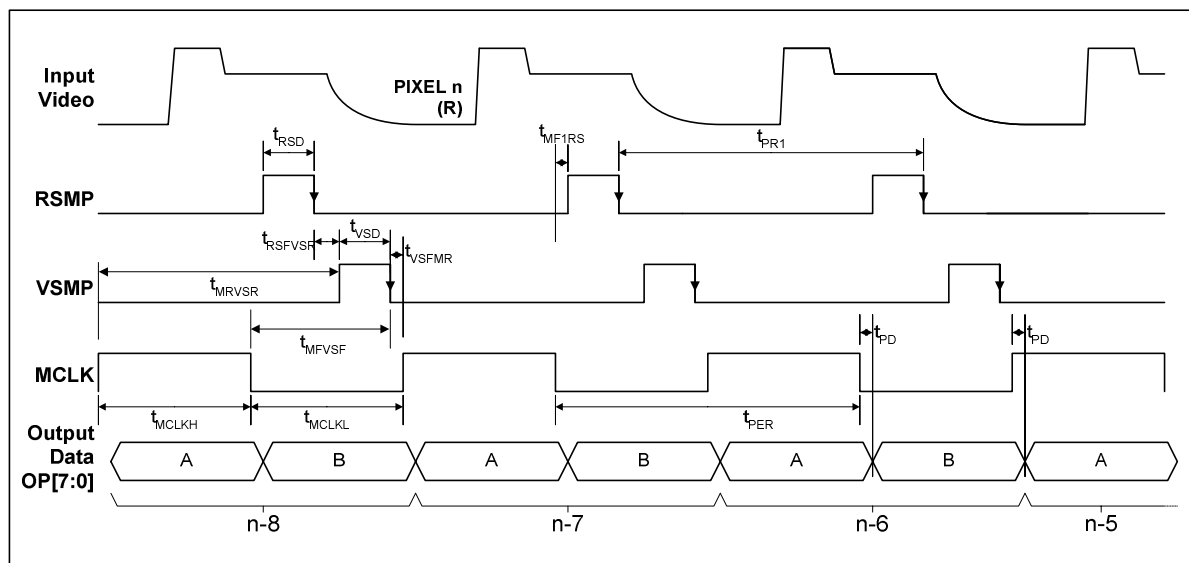 Input
Video
PIXEL n
(R)
tRSD
tMF1RS
tPR1
RSMP
tRSFVSR
tVSD
tVSFMR
VSMP
tMRVSR
tMFVSF
tPD
tPD
MCLK
tMCLKH
tMCLKL
tPER
Output
Data
OP[7:0]
A B A B A B A
n-8 n-7 n-6 n-5